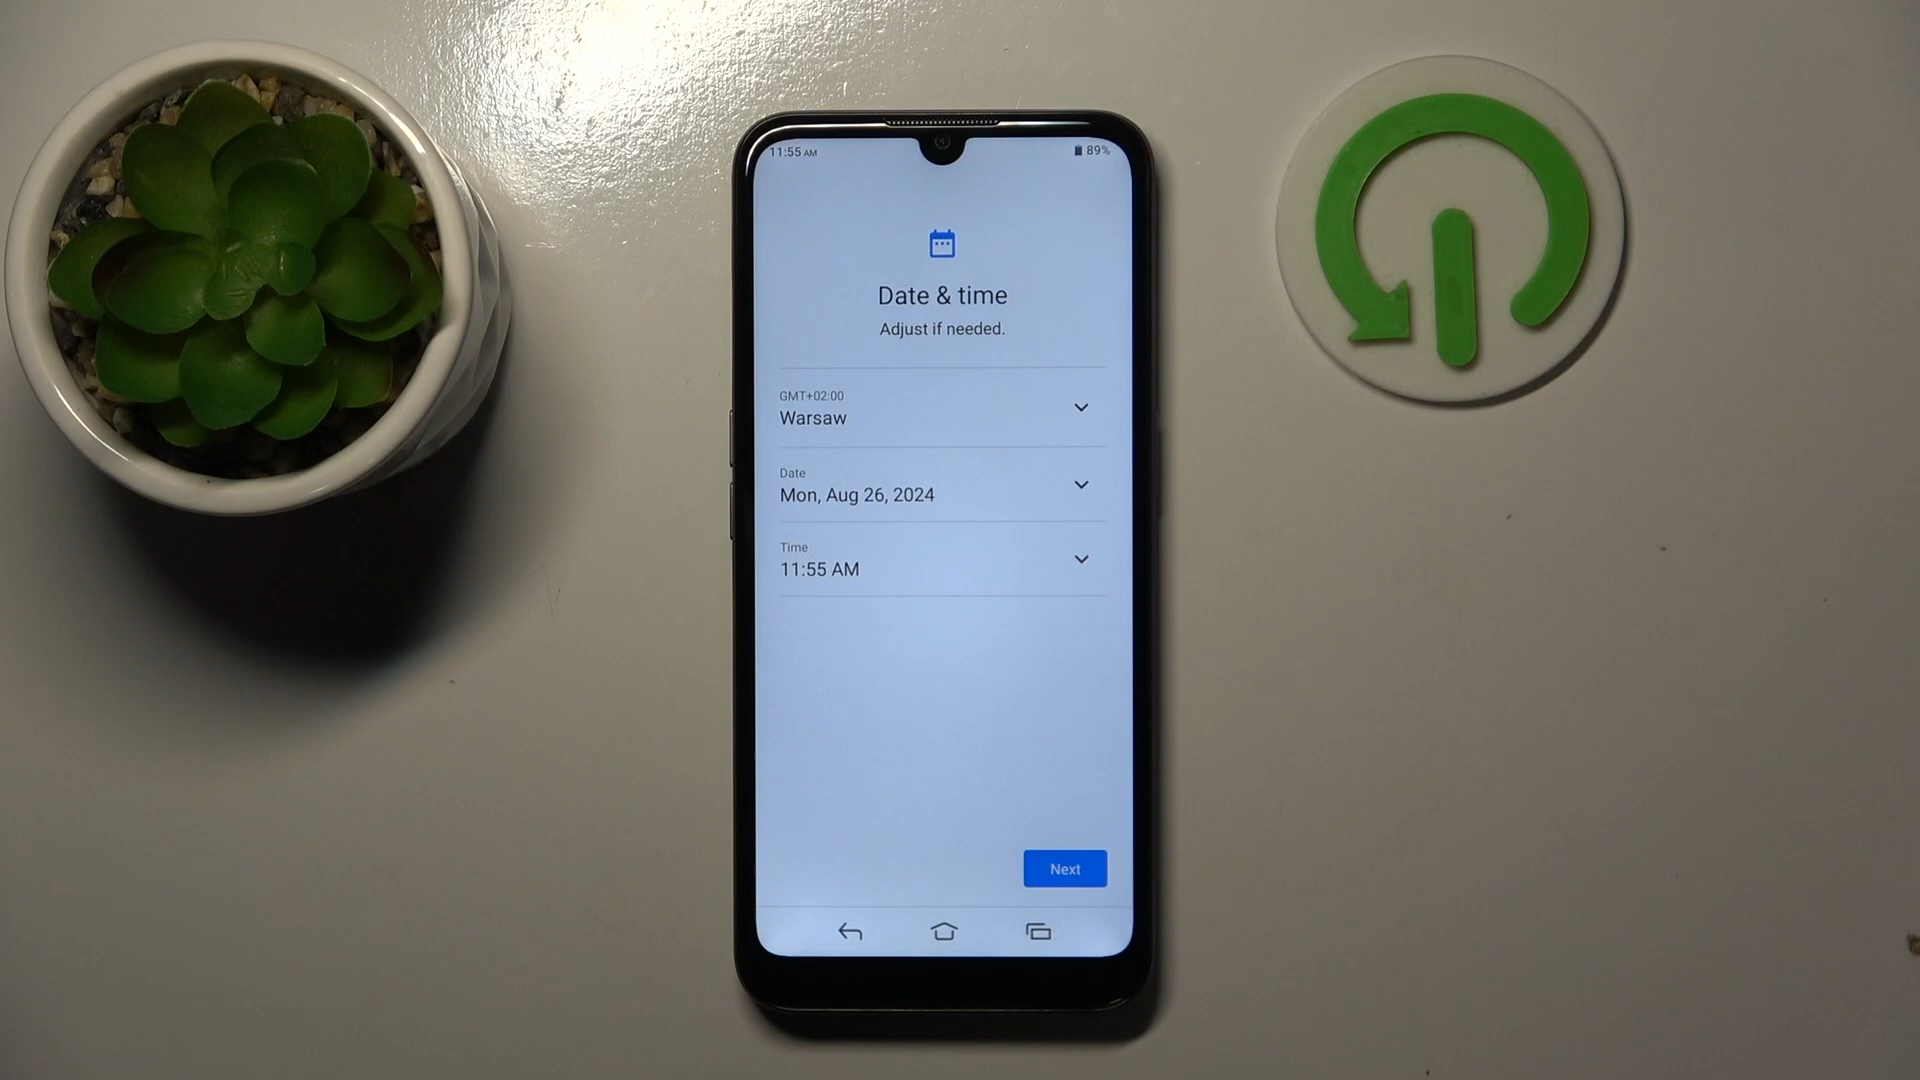 11:55 AM
89%
Date & time
Adjust if needed.
GMT+02:00
Warsaw
Date
Mon, Aug 26, 2024
Time
11:55 AM
Next